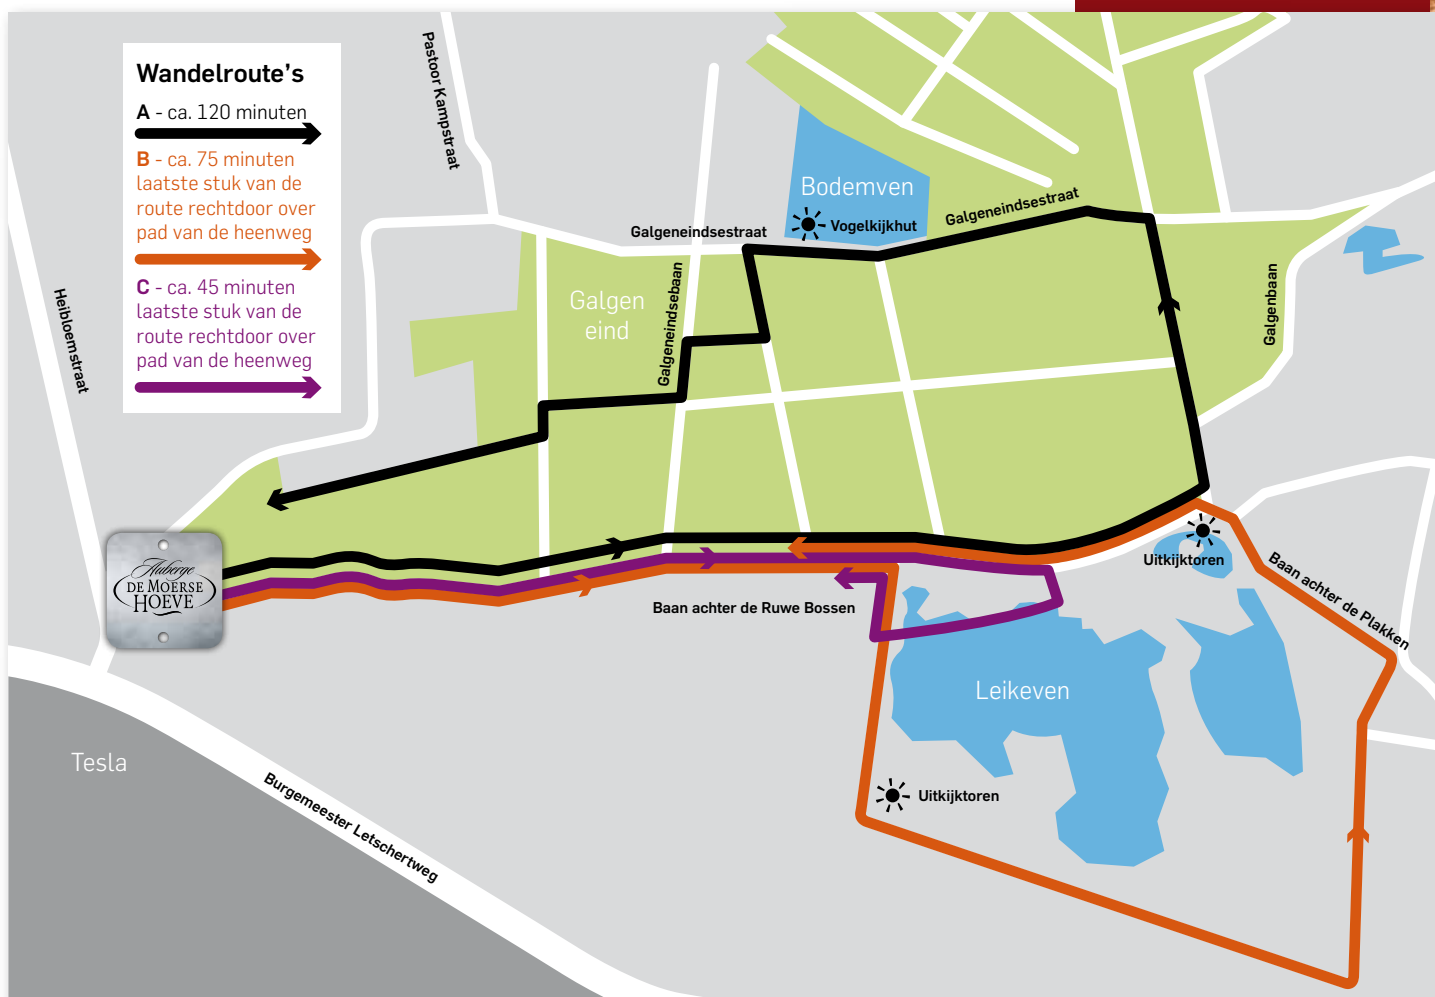 Wandelroute's
A - ca. 120 minuten
B - ca. 75 minuten
laatste stuk van de
route rechtdoor over
pad van de heenweg
C - ca. 45 minuten
laatste stuk van de
route rechtdoor over
pad van de heenweg
Pastoor Kampstraat
Heibloemstraat
Bodemven
Vogelkijkhut
Galgeneindsestraat
Galgeneindsestraat
Galgen
eind
Galgeneindsebaan
Galgenbaan
Auberge
DE MOERSE
HOEVE
Uitkijktoren
Baan achter de Plakken
Baan achter de Ruwe Bossen
Leikeven
Uitkijktoren
Tesla
Burgemeester Letschertweg